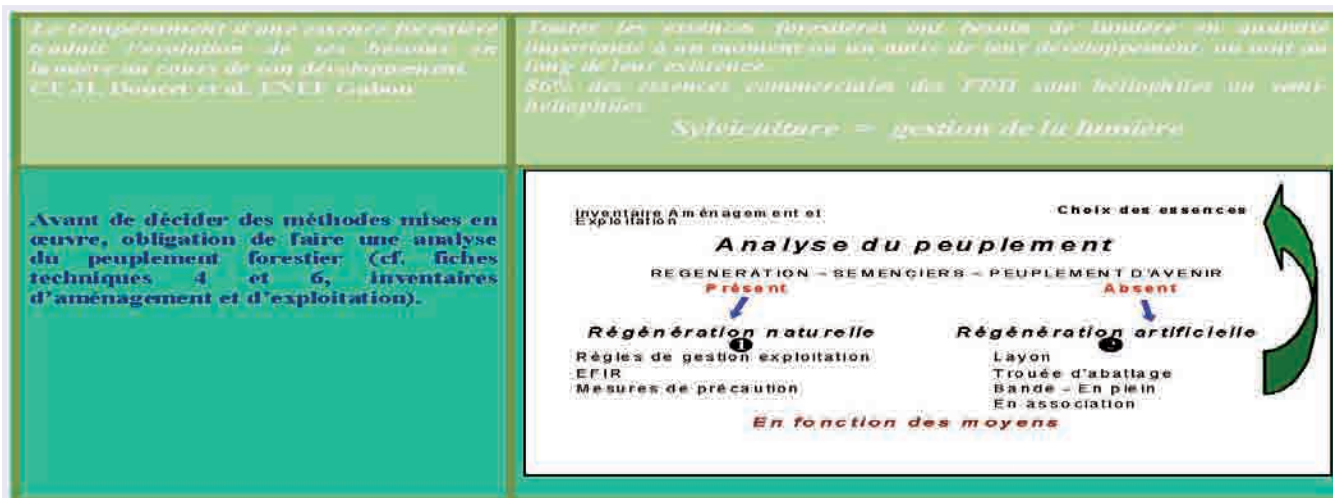 Le tempérament d'une essence forestière
traduit l'évolution de ses besoins en
lumière au cours de son développement.
Cf. JL Doucet et al. ENEF Gabon
Toutes les essences forestières ont besoin de lumière en quantité
importante à un moment ou un autre de leur développement, ou tout au
long de leur existence.
86% des essences commerciales des FDH sont héliophiles ou semi-
héliophiles
Sylviculture = gestion de la lumière
Avant de décider des méthodes mises en
œuvre, obligation de faire une analyse
du peuplement forestier (cf. fiches
techniques 4 et 6, inventaires
d'aménagement et d'exploitation).
Inventaire Aménagement et
Exploitation
Choix des essences
Analyse du peuplement
REGENERATION – SEMENCIERS – PEUPLEMENT D'AVENIR
Présent Absent
Régénération naturelle
1
Règles de gestion exploitation
EFIR
Mesures de précaution
Régénération artificielle
2
Layon
Trouée d'abattage
Bande – En plein
En association
En fonction des moyens